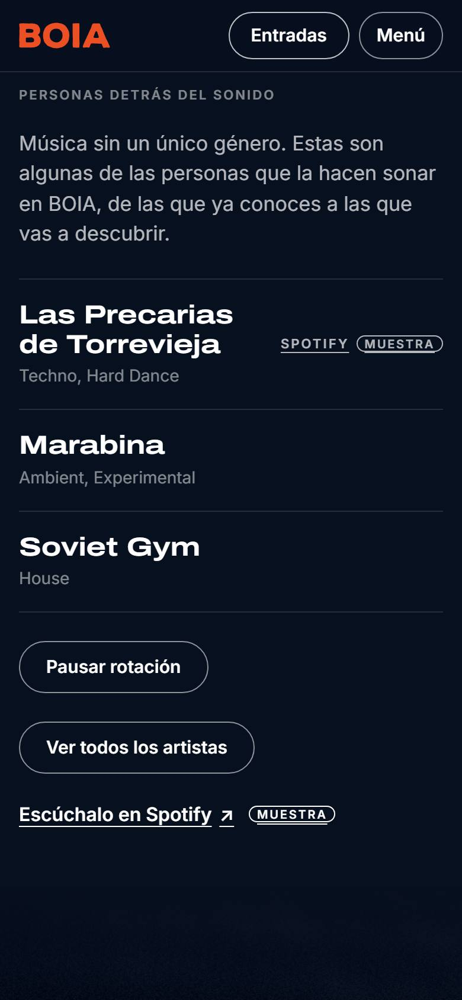 BOIA
Entradas
Menú
PERSONAS DETRÁS DEL SONIDO
Música sin un único género. Estas son
algunas de las personas que la hacen sonar
en BOIA, de las que ya conoces a las que
vas a descubrir.
Las Precarias
de Torrevieja
SPOTIFY MUESTRA
Techno, Hard Dance
Marabina
Ambient, Experimental
Soviet Gym
House
Pausar rotación
Ver todos los artistas
Escúchalo en Spotify ↗ MUESTRA